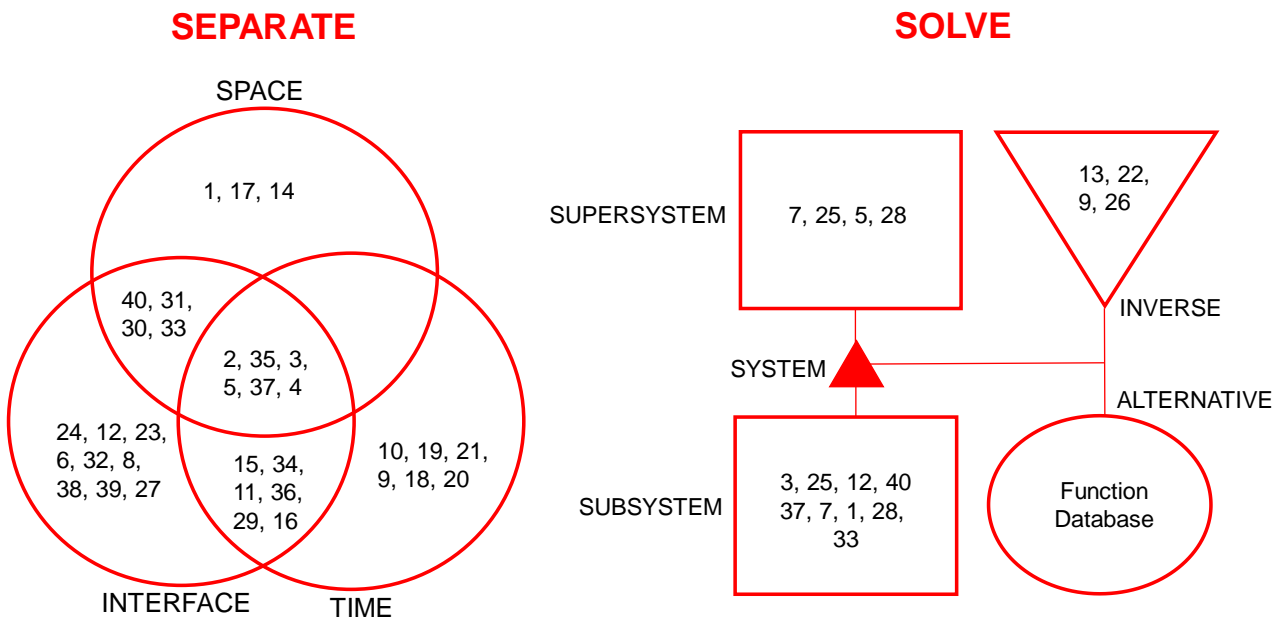 SEPARATE
SPACE
1, 17, 14
40, 31,
30, 33
2, 35, 3,
5, 37, 4
24, 12, 23,
6, 32, 8,
38, 39, 27
15, 34,
11, 36,
29, 16
10, 19, 21,
9, 18, 20
INTERFACE
TIME
SOLVE
SUPERSYSTEM
7, 25, 5, 28
13, 22,
9, 26
INVERSE
SYSTEM
ALTERNATIVE
SUBSYSTEM
3, 25, 12, 40
37, 7, 1, 28,
33
Function
Database